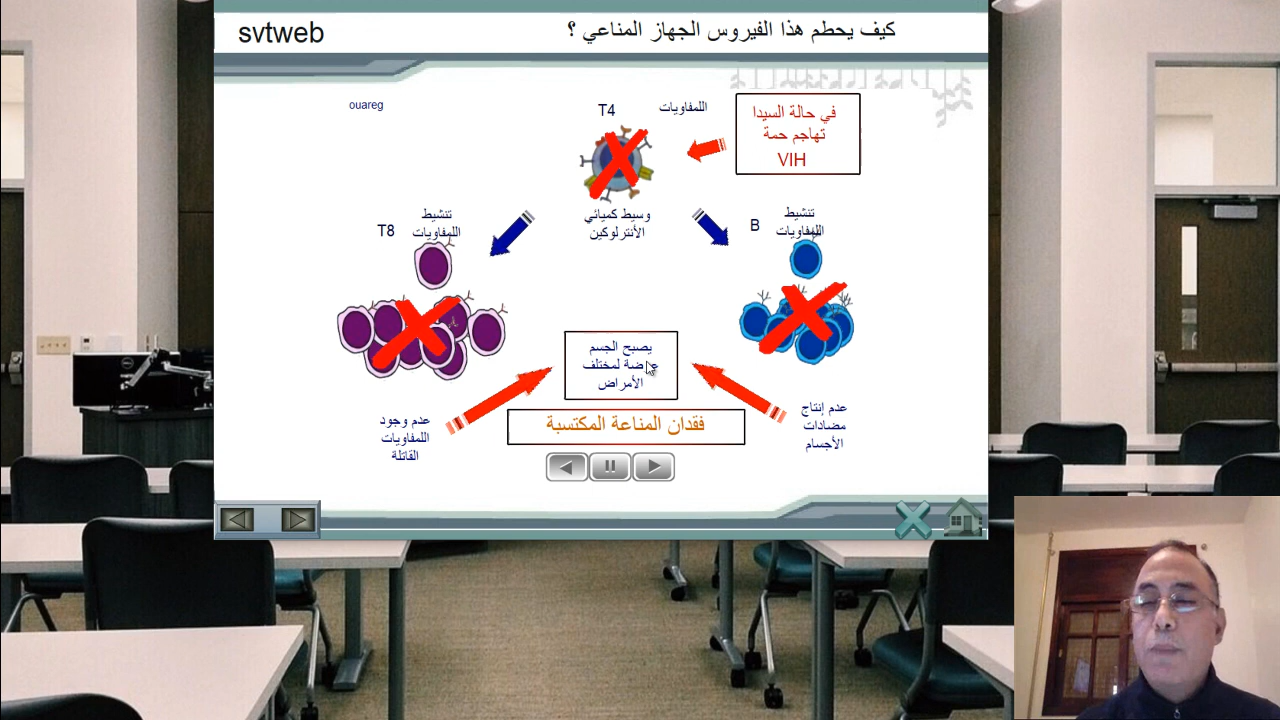 كيف يحطم هذا الفيروس الجهاز المناعي ؟
svtweb
ouareg
في حالة السيدا
تهاجم حمة
VIH
اللمفاويات
T4
وسيط كميائي
الأنترلوكين
تنشيط
اللمفاويات
B
تنشيط
اللمفاويات
T8
يصبح الجسم
عرضة لمختلف
الأمراض
فقدان المناعة المكتسبة
عدم إنتاج
مضادات
الأجسام
عدم وجود
اللمفاويات
القاتلة